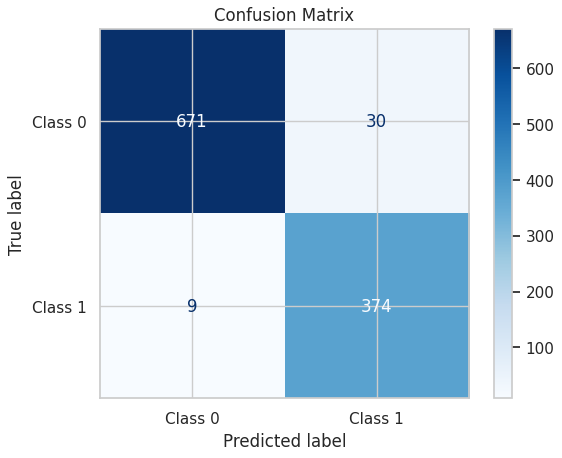 Confusion Matrix
True label
Class 0
671
30
Class 1
9
374
Class 0
Class 1
Predicted label
600
500
400
300
200
100